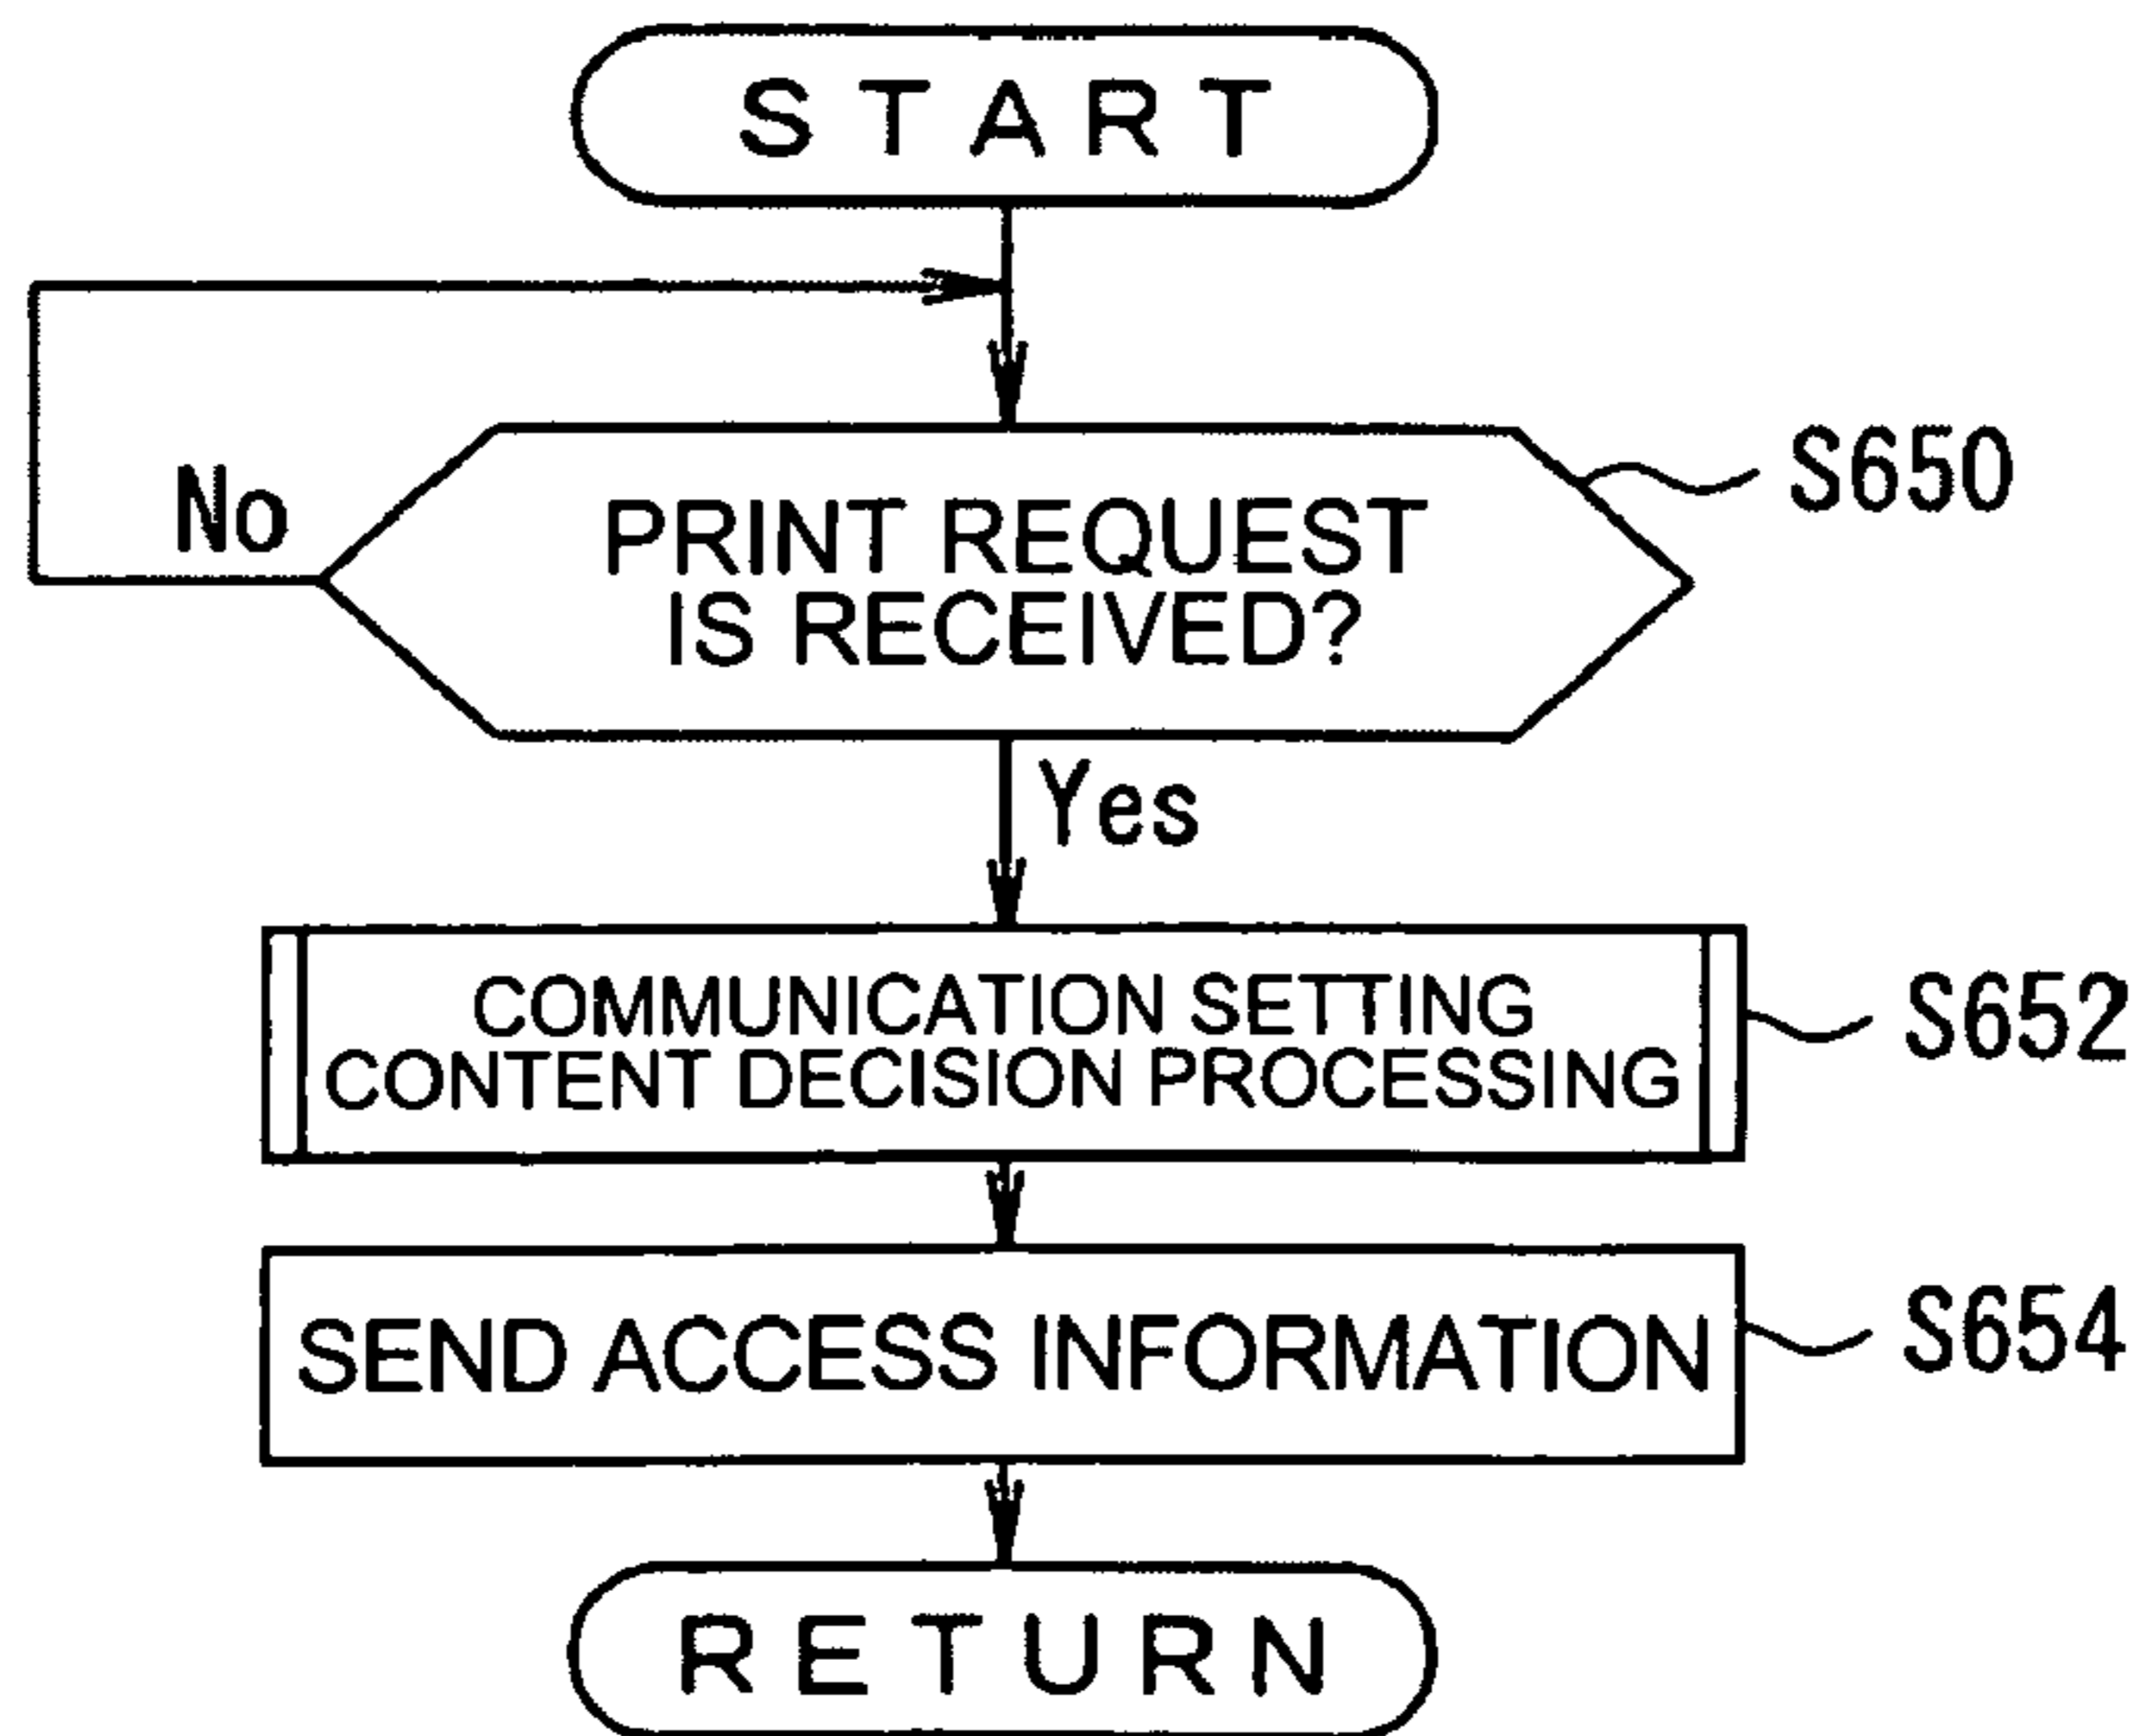 START
No
PRINT REQUEST
IS RECEIVED?
S650
Yes
COMMUNICATION SETTING
CONTENT DECISION PROCESSING
S652
SEND ACCESS INFORMATION
S654
RETURN